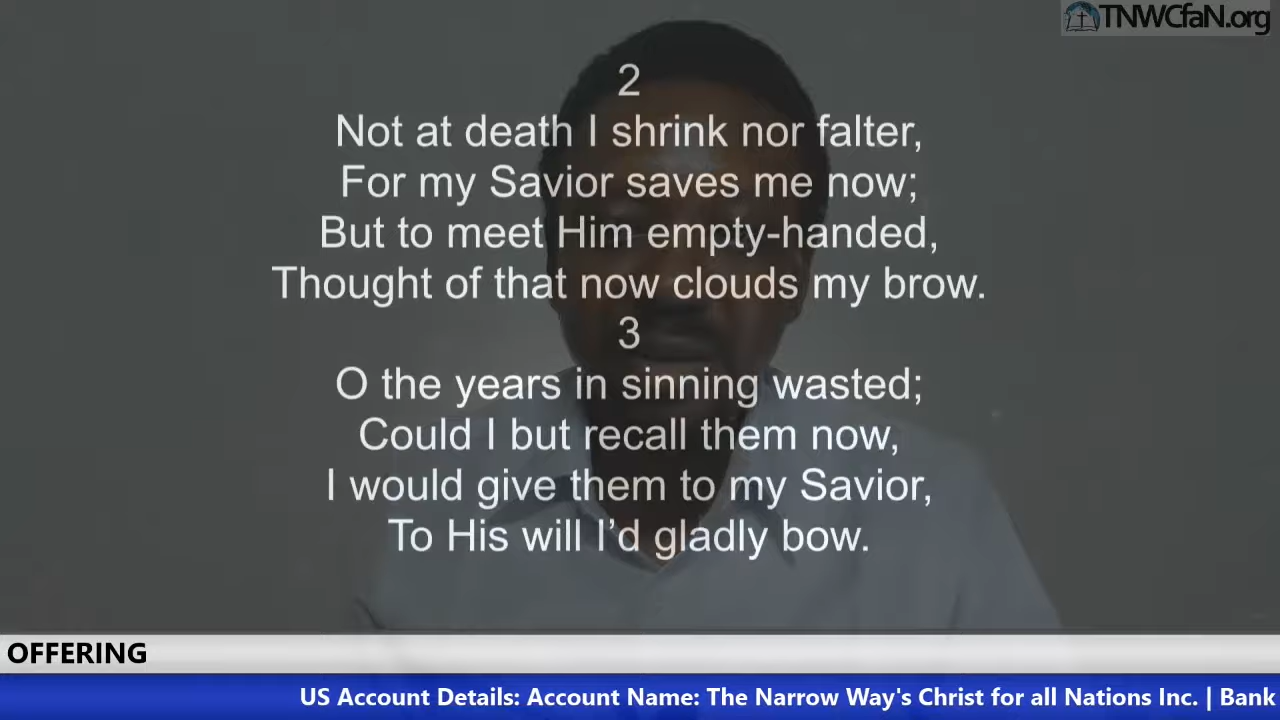 TNWCfaN.org
2
Not at death I shrink nor falter,
For my Savior saves me now;
But to meet Him empty-handed,
Thought of that now clouds my brow.
3
O the years in sinning wasted;
Could I but recall them now,
I would give them to my Savior,
To His will I’d gladly bow.
OFFERING
US Account Details: Account Name: The Narrow Way's Christ for all Nations Inc. | Bank